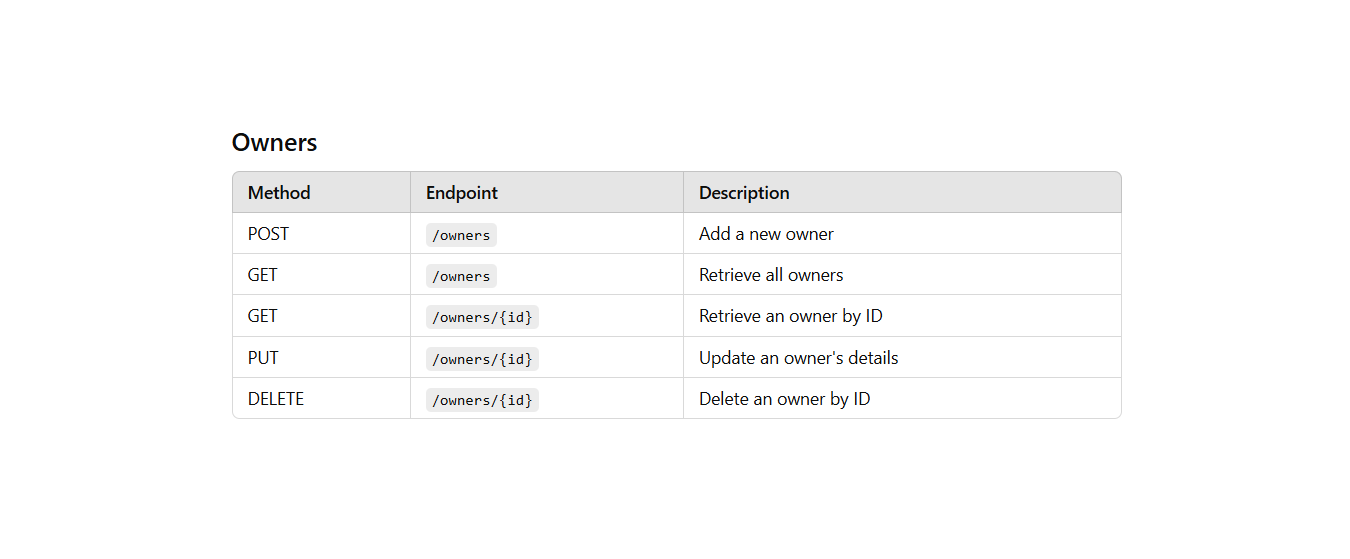 Owners
Method Endpoint Description
POST /owners Add a new owner
GET /owners Retrieve all owners
GET /owners/{id} Retrieve an owner by ID
PUT /owners/{id} Update an owner's details
DELETE /owners/{id} Delete an owner by ID